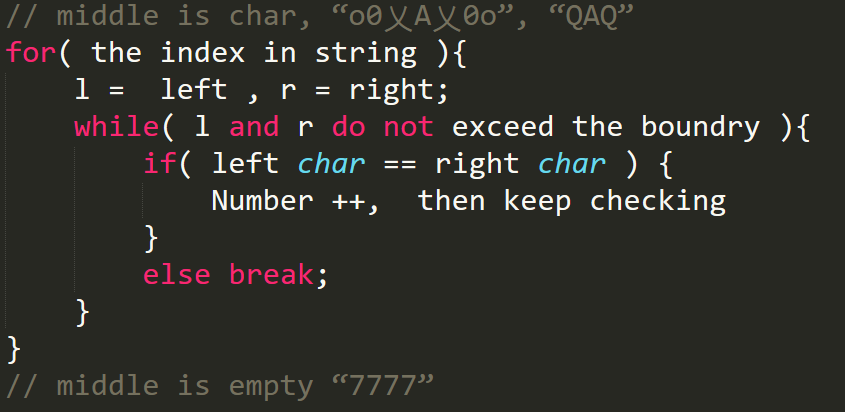 // middle is char, “o0乂A乂0o”, “QAQ”
for( the index in string ){
l = left , r = right;
while( l and r do not exceed the boundry ){
if( left char == right char ) {
Number ++, then keep checking
}
else break;
}
}
// middle is empty “7777”